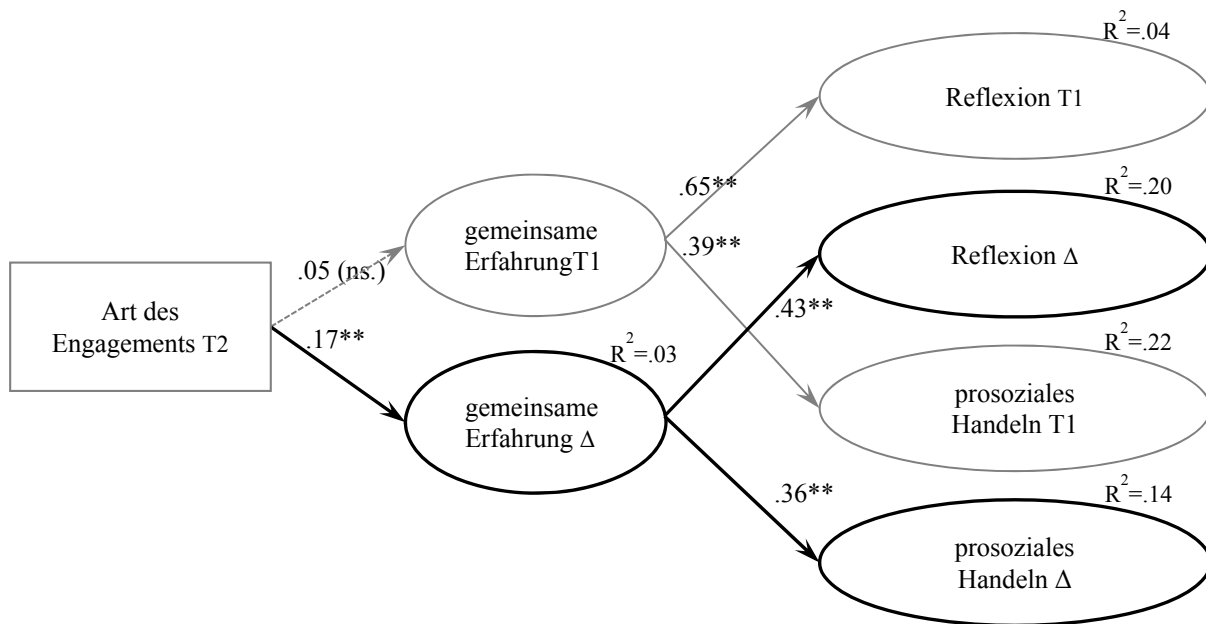 R²=.04
Reflexion T1
.65**
R²=.20
gemeinsame
ErfahrungT1
.39**
Reflexion Δ
.05 (ns.)
Art des
Engagements T2
.43**
.17**
R²=.03
R²=.22
gemeinsame
Erfahrung Δ
prosoziales
Handeln T1
.36**
R²=.14
prosoziales
Handeln Δ